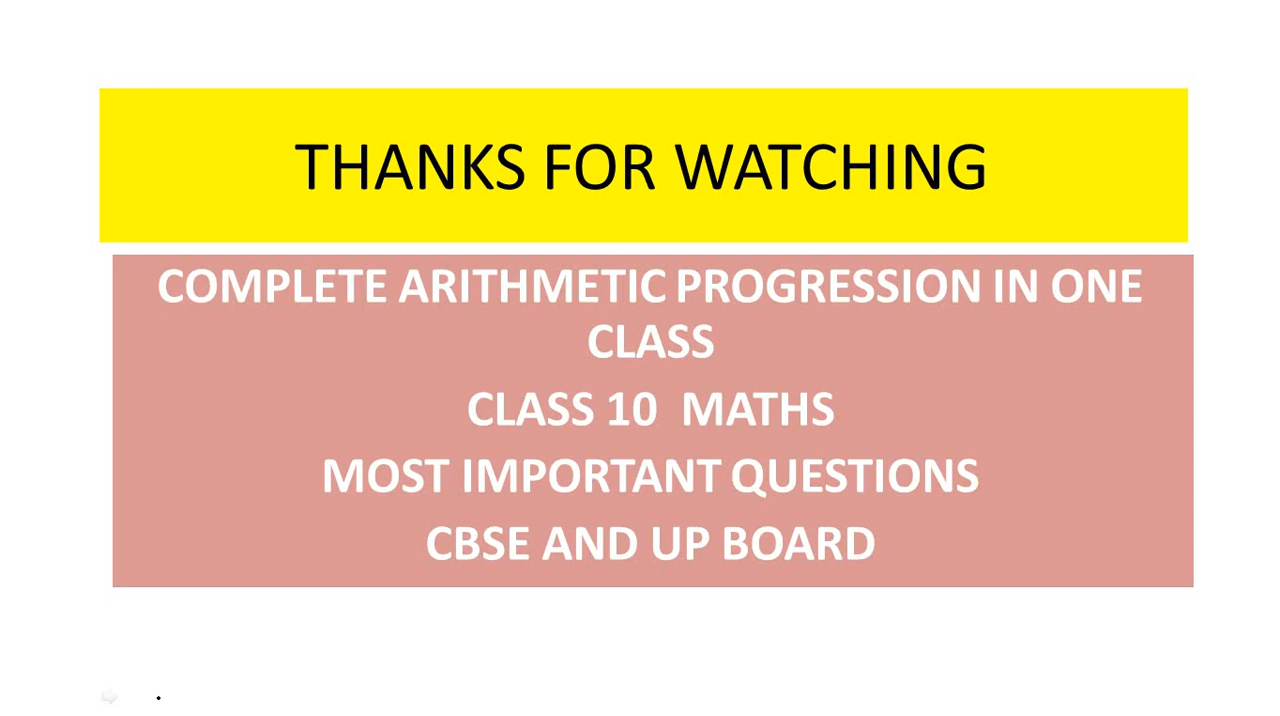 THANKS FOR WATCHING
COMPLETE ARITHMETIC PROGRESSION IN ONE
CLASS
CLASS 10 MATHS
MOST IMPORTANT QUESTIONS
CBSE AND UP BOARD